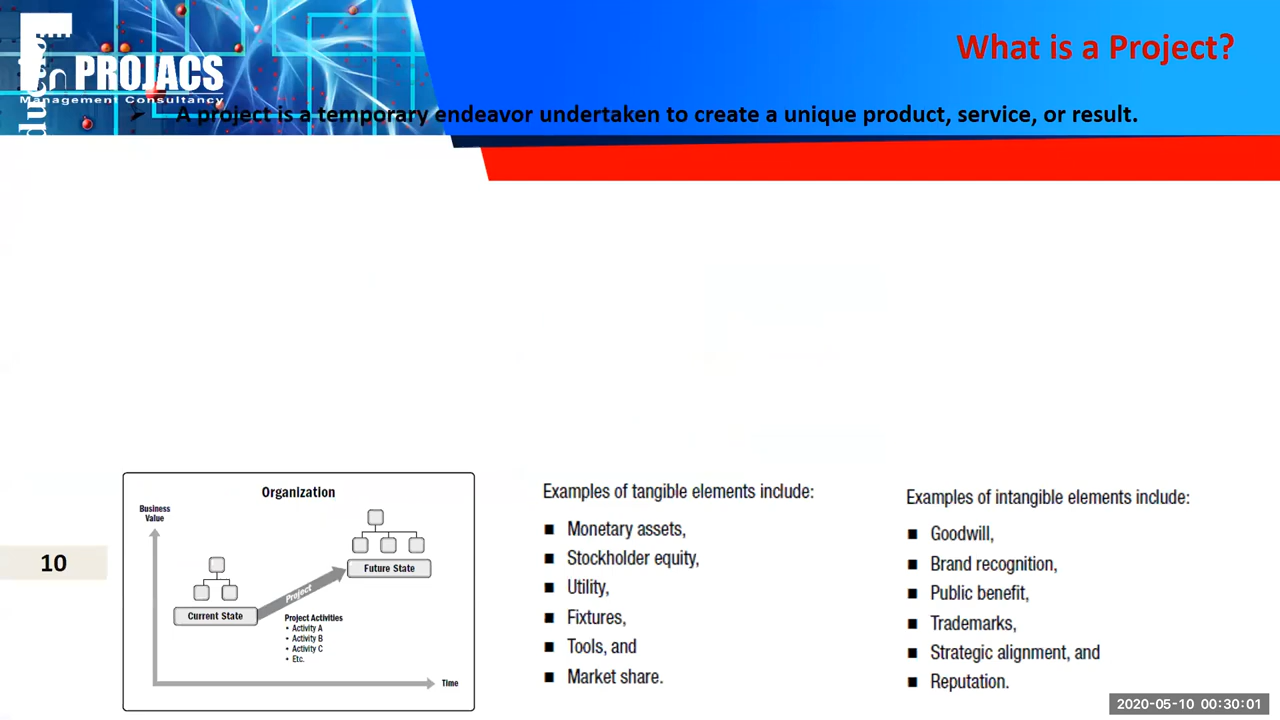 What is a Project?
PROJACS
Management Consultancy
➤ A project is a temporary endeavor undertaken to create a unique product, service, or result.
Organization
Business
Value
Future State
Project
Current State
Project Activities
• Activity A
• Activity B
• Activity C
• Etc.
Time
Examples of tangible elements include:
■ Monetary assets,
■ Stockholder equity,
■ Utility,
■ Fixtures,
■ Tools, and
■ Market share.
Examples of intangible elements include:
■ Goodwill,
■ Brand recognition,
■ Public benefit,
■ Trademarks,
■ Strategic alignment, and
■ Reputation.
10
2020-05-10 00:30:01